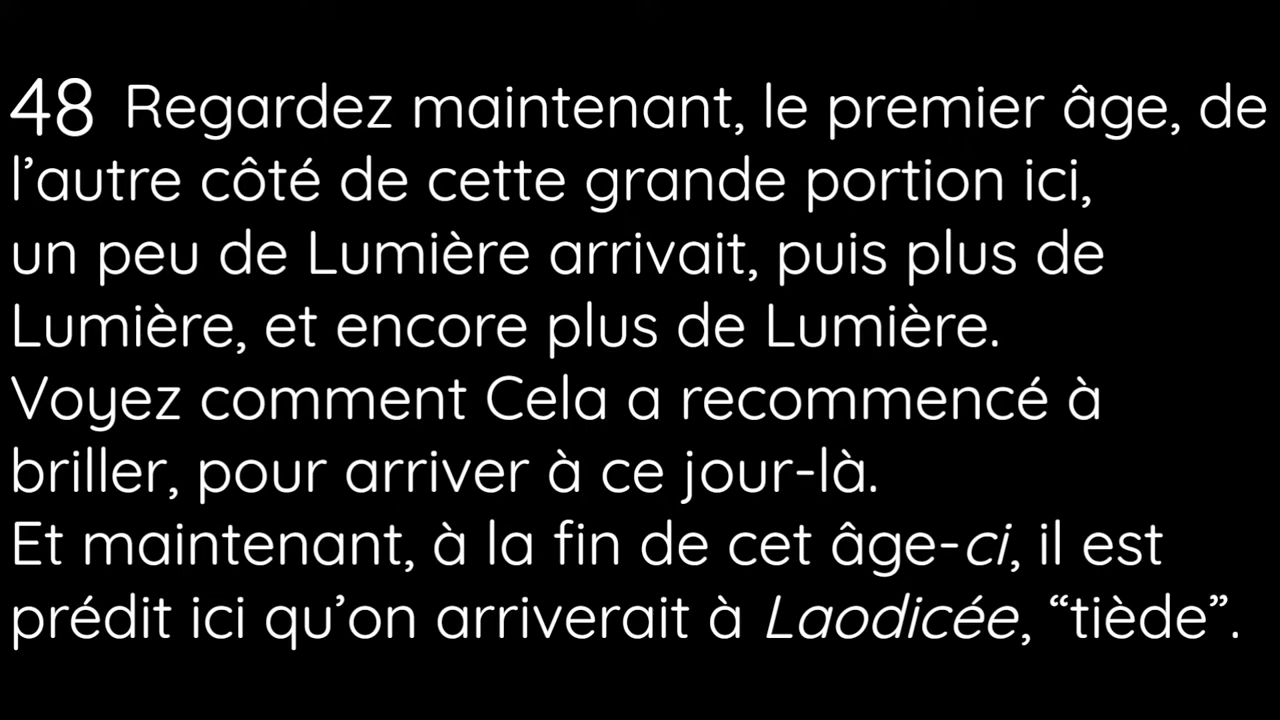 48 Regardez maintenant, le premier âge, de
l’autre côté de cette grande portion ici,
un peu de Lumière arrivait, puis plus de
Lumière, et encore plus de Lumière.
Voyez comment Cela a recommencé à
briller, pour arriver à ce jour-là.
Et maintenant, à la fin de cet âge-ci, il est
prédit ici qu’on arriverait à Laodicée, “tiède”.